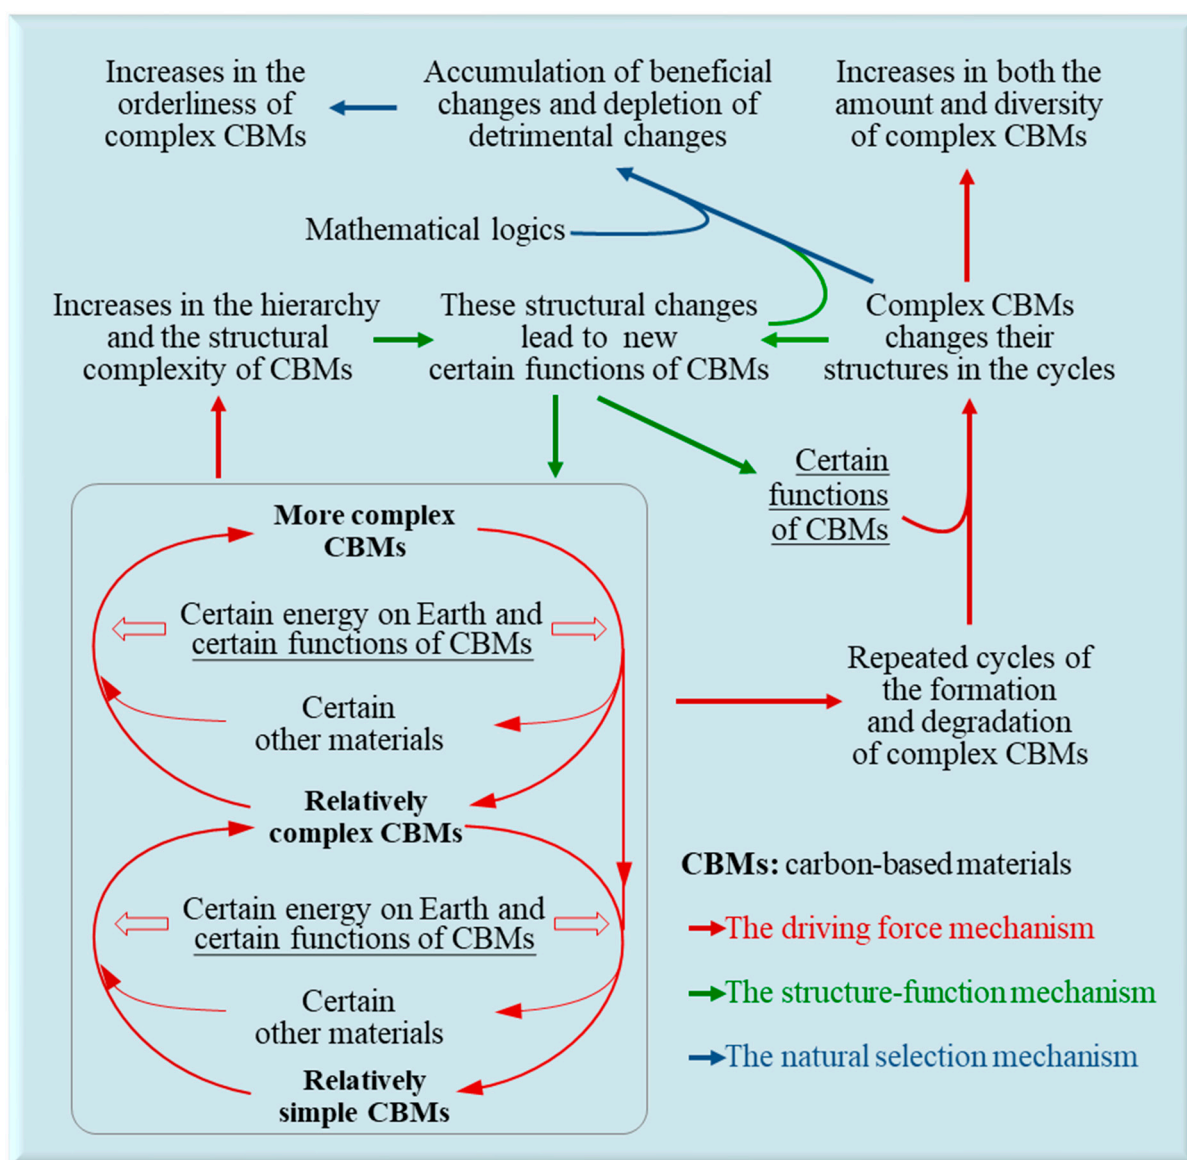 Increases in the
orderliness of
complex CBMs
Accumulation of beneficial
changes and depletion of
detrimental changes
Increases in both the
amount and diversity
of complex CBMs
Mathematical logics
Increases in the hierarchy
and the structural
complexity of CBMs
These structural changes
lead to new
certain functions of CBMs
Complex CBMs
changes their
structures in the cycles
Certain
functions
of CBMs
More complex
CBMs
Certain energy on Earth and
certain functions of CBMs
Certain
other materials
Relatively
complex CBMs
Certain energy on Earth and
certain functions of CBMs
Certain
other materials
Relatively
simple CBMs
Repeated cycles of
the formation
and degradation
of complex CBMs
CBMs: carbon-based materials
The driving force mechanism
The structure-function mechanism
The natural selection mechanism